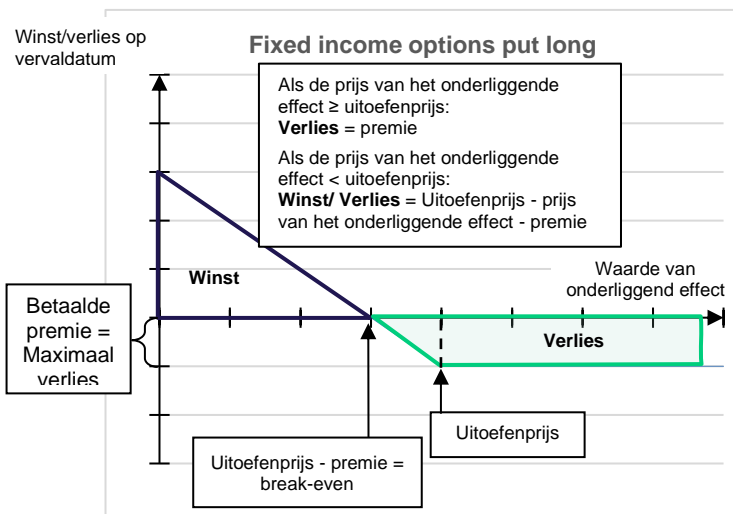 Winst/verlies op
vervaldatum
Fixed income options put long
Als de prijs van het onderliggende
effect ≥ uitoefenprijs:
Verlies = premie
Als de prijs van het onderliggende
effect < uitoefenprijs:
Winst/ Verlies = Uitoefenprijs - prijs
van het onderliggende effect - premie
Winst
Waarde van
onderliggend effect
Betaalde
premie =
Maximaal
verlies
Verlies
Uitoefenprijs
Uitoefenprijs - premie =
break-even